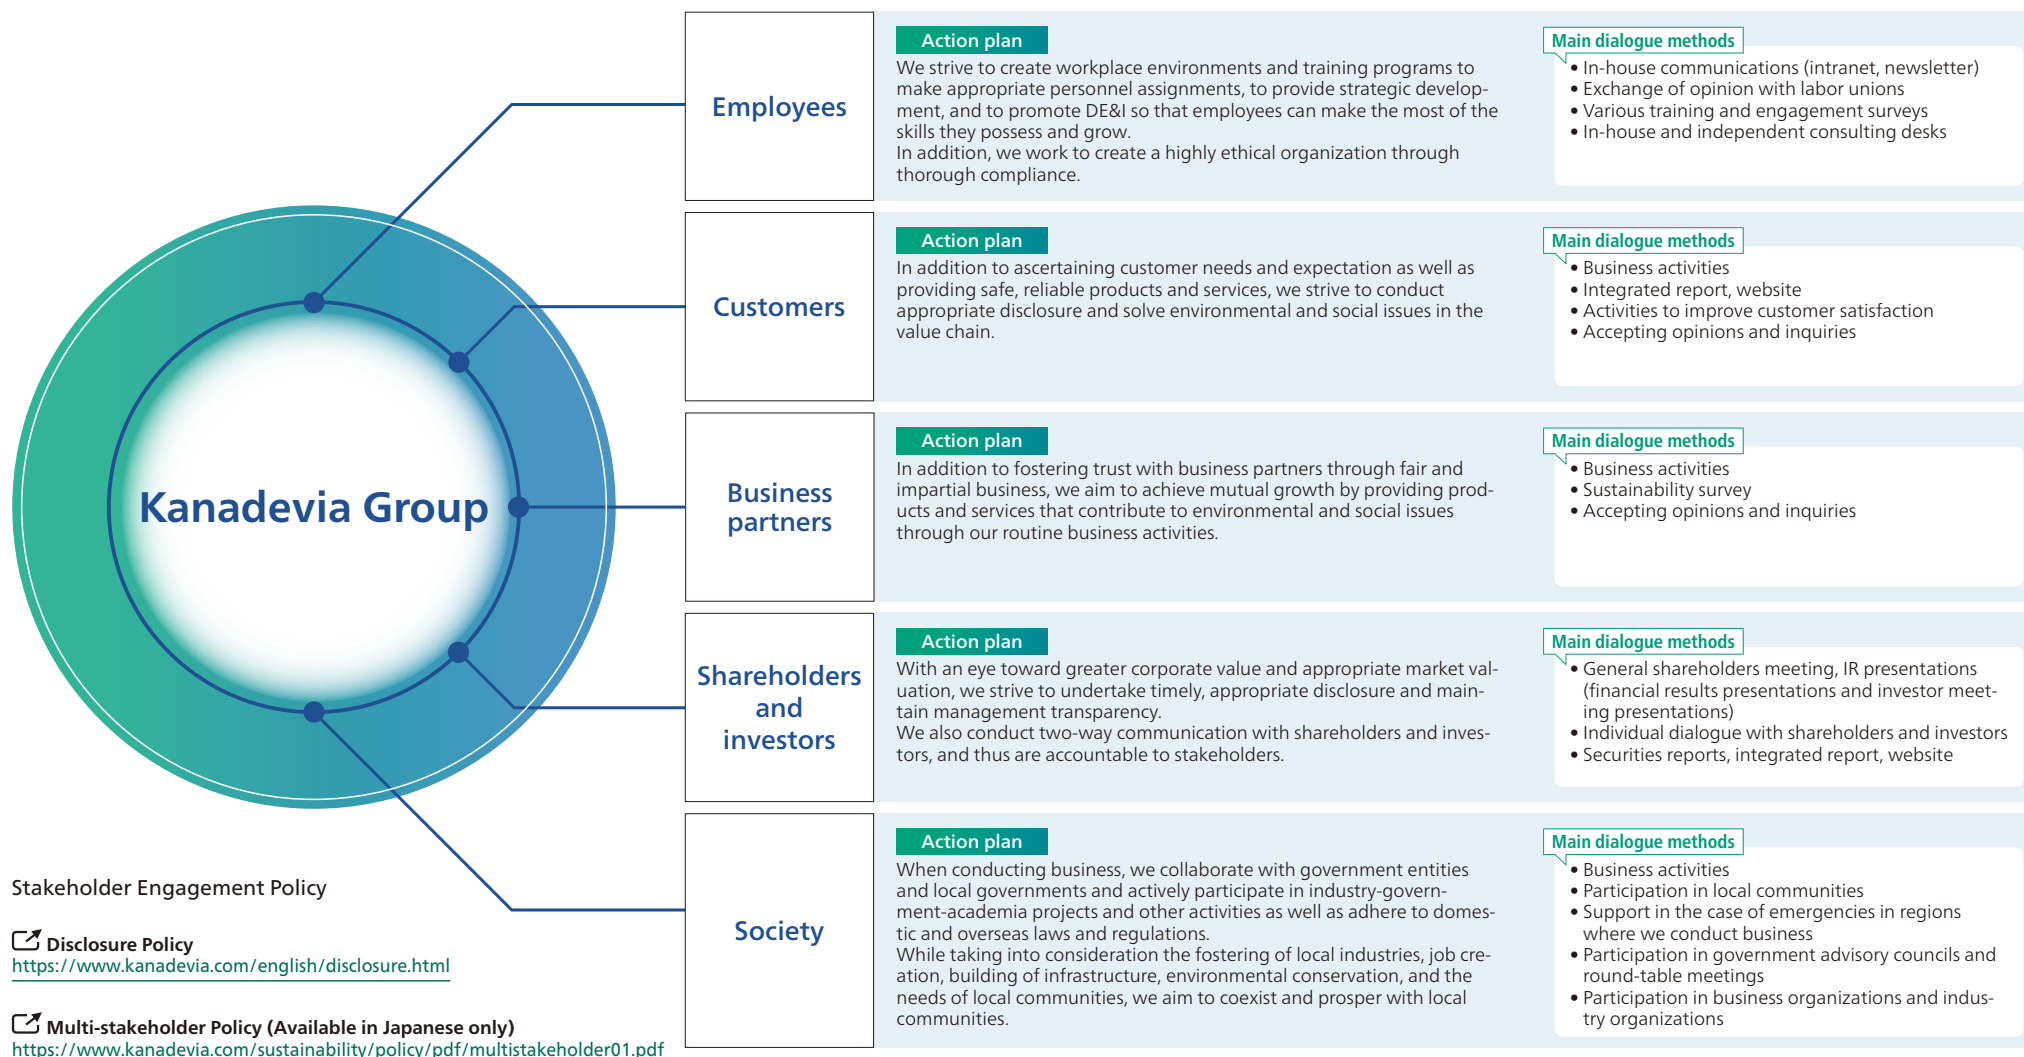 Kanadevia Group
Stakeholder Engagement Policy
Disclosure Policy
https://www.kanadevia.com/english/disclosure.html
Multi-stakeholder Policy (Available in Japanese only)
https://www.kanadevia.com/sustainability/policy/pdf/multistakeholder01.pdf
Employees
Action plan
We strive to create workplace environments and training programs to
make appropriate personnel assignments, to provide strategic develop-
ment, and to promote DE&I so that employees can make the most of the
skills they possess and grow.
In addition, we work to create a highly ethical organization through
thorough compliance.
Main dialogue methods
• In-house communications (intranet, newsletter)
• Exchange of opinion with labor unions
• Various training and engagement surveys
• In-house and independent consulting desks
Customers
Action plan
In addition to ascertaining customer needs and expectation as well as
providing safe, reliable products and services, we strive to conduct
appropriate disclosure and solve environmental and social issues in the
value chain.
Main dialogue methods
• Business activities
• Integrated report, website
• Activities to improve customer satisfaction
• Accepting opinions and inquiries
Business
partners
Action plan
In addition to fostering trust with business partners through fair and
impartial business, we aim to achieve mutual growth by providing prod-
ucts and services that contribute to environmental and social issues
through our routine business activities.
Main dialogue methods
• Business activities
• Sustainability survey
• Accepting opinions and inquiries
Shareholders
and
investors
Action plan
With an eye toward greater corporate value and appropriate market val-
uation, we strive to undertake timely, appropriate disclosure and main-
tain management transparency.
We also conduct two-way communication with shareholders and inves-
tors, and thus are accountable to stakeholders.
Main dialogue methods
• General shareholders meeting, IR presentations
(financial results presentations and investor meet-
ing presentations)
• Individual dialogue with shareholders and investors
• Securities reports, integrated report, website
Society
Action plan
When conducting business, we collaborate with government entities
and local governments and actively participate in industry-govern-
ment-academia projects and other activities as well as adhere to domes-
tic and overseas laws and regulations.
While taking into consideration the fostering of local industries, job cre-
ation, building of infrastructure, environmental conservation, and the
needs of local communities, we aim to coexist and prosper with local
communities.
Main dialogue methods
• Business activities
• Participation in local communities
• Support in the case of emergencies in regions
where we conduct business
• Participation in government advisory councils and
round-table meetings
• Participation in business organizations and indus-
try organizations